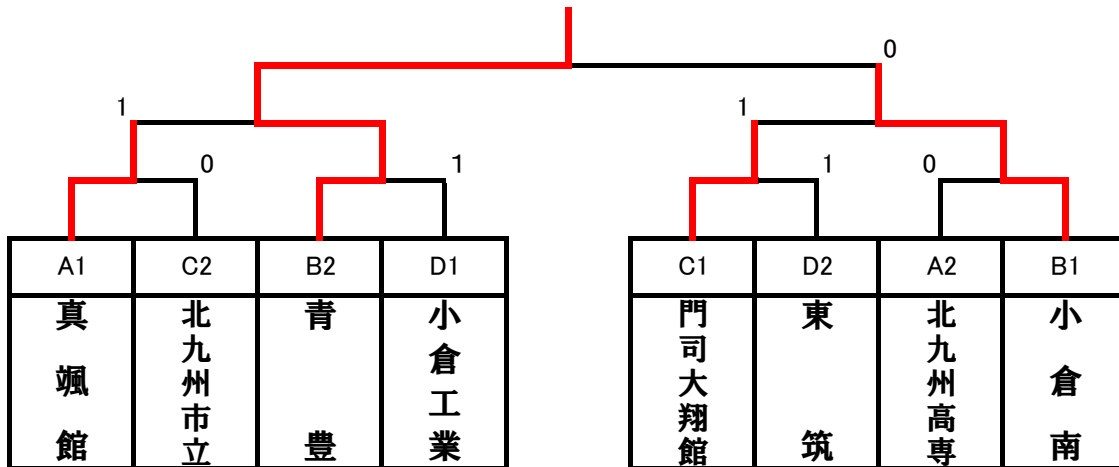 0
1
1
0
1
1
0
A1
C2
B2
D1
C1
D2
A2
B1
真颯館
北九州市立
青豊
小倉工業
門司大翔館
東筑
北九州高専
小倉南